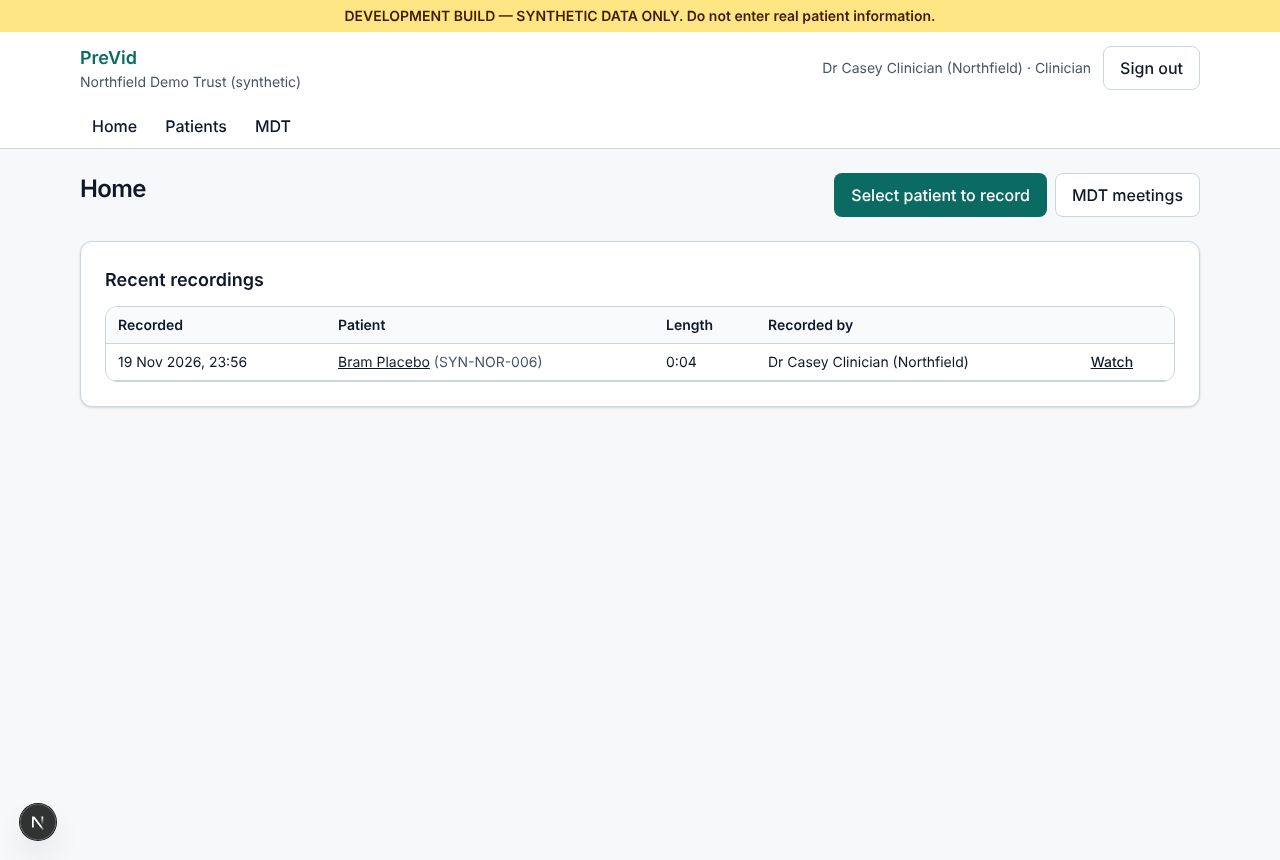 DEVELOPMENT BUILD — SYNTHETIC DATA ONLY. Do not enter real patient information.
PreVid
Northfield Demo Trust (synthetic)
Dr Casey Clinician (Northfield) · Clinician
Sign out
Home Patients MDT
Home
Select patient to record
MDT meetings
Recent recordings
Recorded Patient Length Recorded by
19 Nov 2026, 23:56 Bram Placebo (SYN-NOR-006) 0:04 Dr Casey Clinician (Northfield) Watch
N